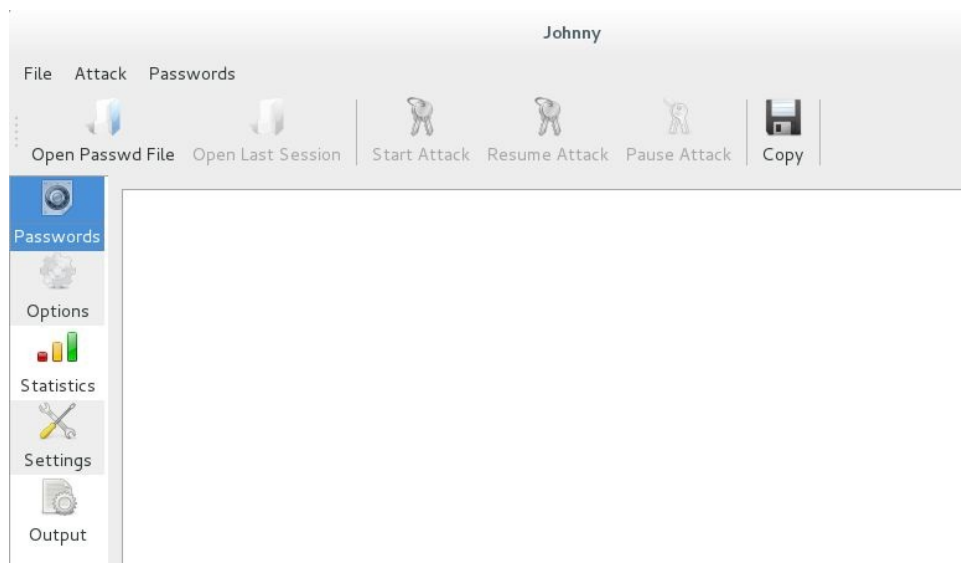 Johnny
File Attack Passwords
Open Passwd File Open Last Session Start Attack Resume Attack Pause Attack Copy
Passwords
Options
Statistics
Settings
Output